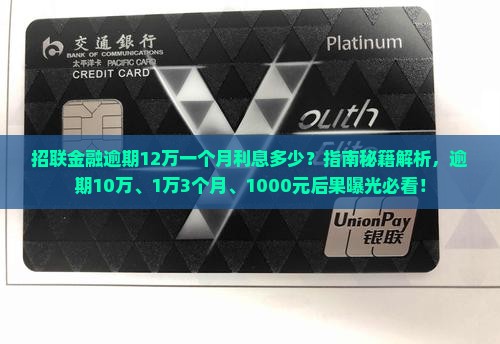 交通銀行
BANK OF COMMUNICATIONS
太平洋卡 PACIFIC CARD
CREDIT CARD
Platinum
outh
招联金融逾期12万一个月利息多少？指南秘籍解析，逾
期10万、1万3个月、1000元后果曝光必看！
UnionPay
银联